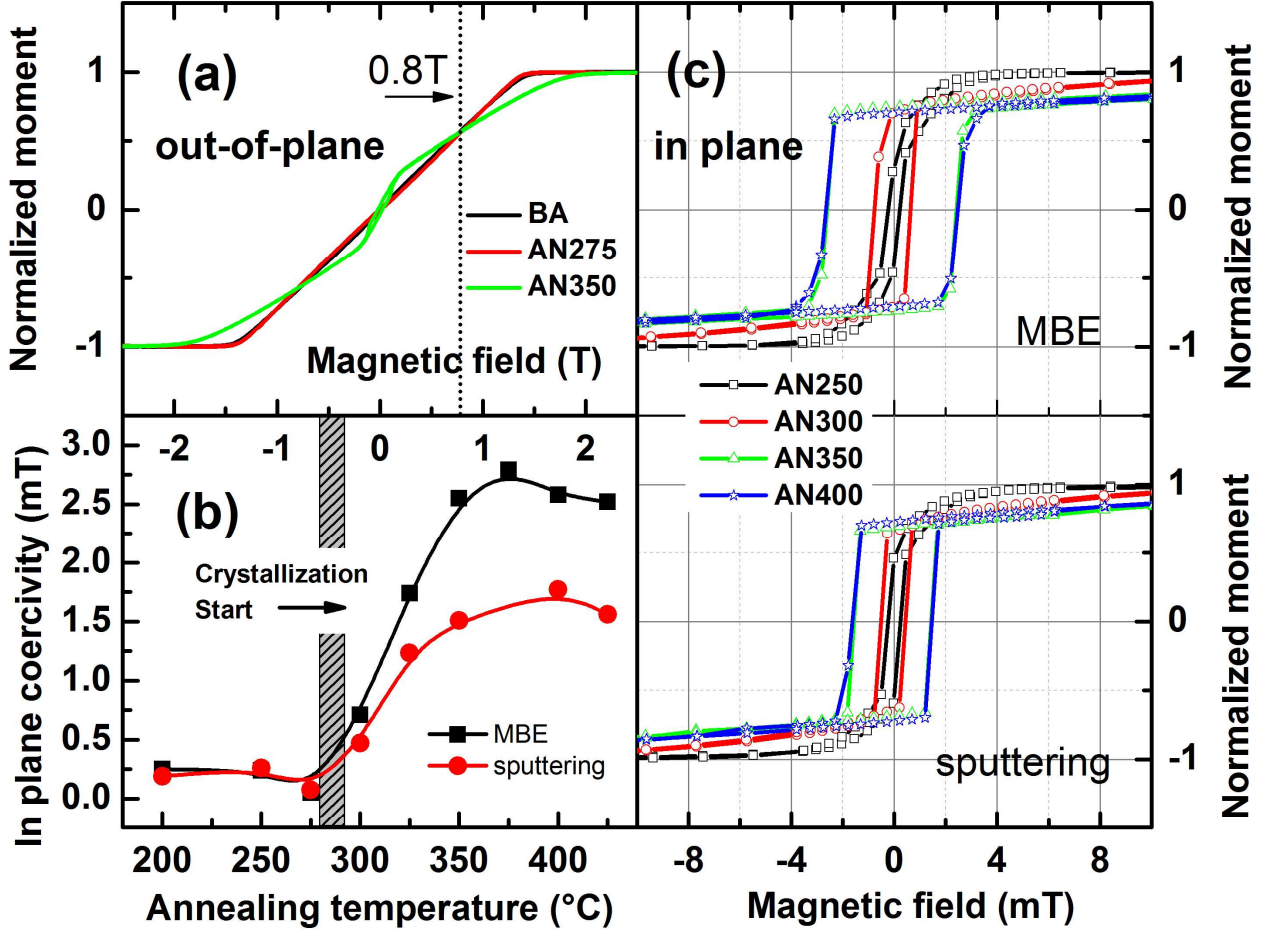 (a)
0.8T
out-of-plane
BA
AN275
AN350
Magnetic field (T)
Normalized moment
1
0
-1
-2 -1 0 1 2
(b)
Crystallization
Start
MBE
sputtering
In plane coercivity (mT)
3.0
2.5
2.0
1.5
1.0
0.5
0.0
200 250 300 350 400
Annealing temperature (°C)
(c)
in plane
MBE
1
0
-1
Normalized moment
AN250
AN300
AN350
AN400
sputtering
1
0
-1
Normalized moment
-8 -4 0 4 8
Magnetic field (mT)